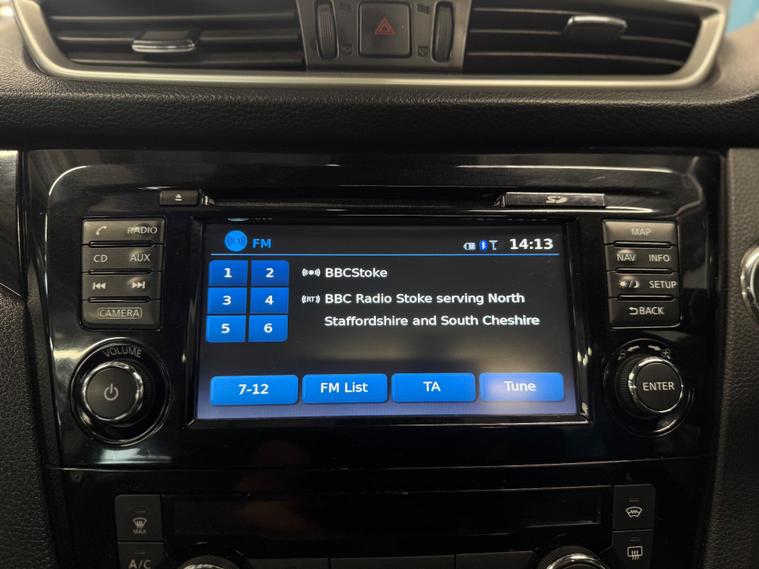 SD
RADIO
MAP
FM
14:13
CD AUX
NAV INFO
1 2
BBCStoke
3 4
(RT) BBC Radio Stoke serving North
Staffordshire and South Cheshire
SETUP
CAMERA
BACK
5 6
VOLUME
7-12
FM List
TA
Tune
ENTER
MAX
A/C